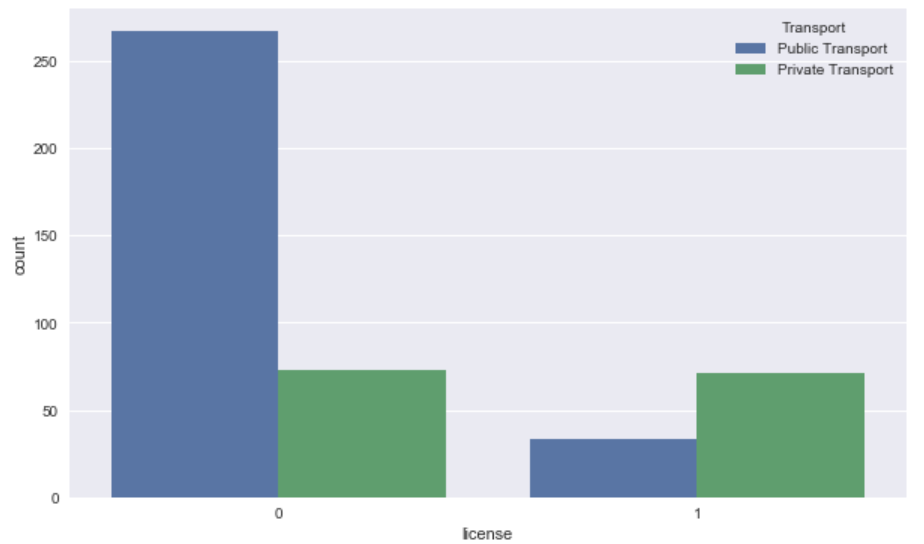 Transport
Public Transport
Private Transport
250
200
150
100
50
0
count
0 1
license